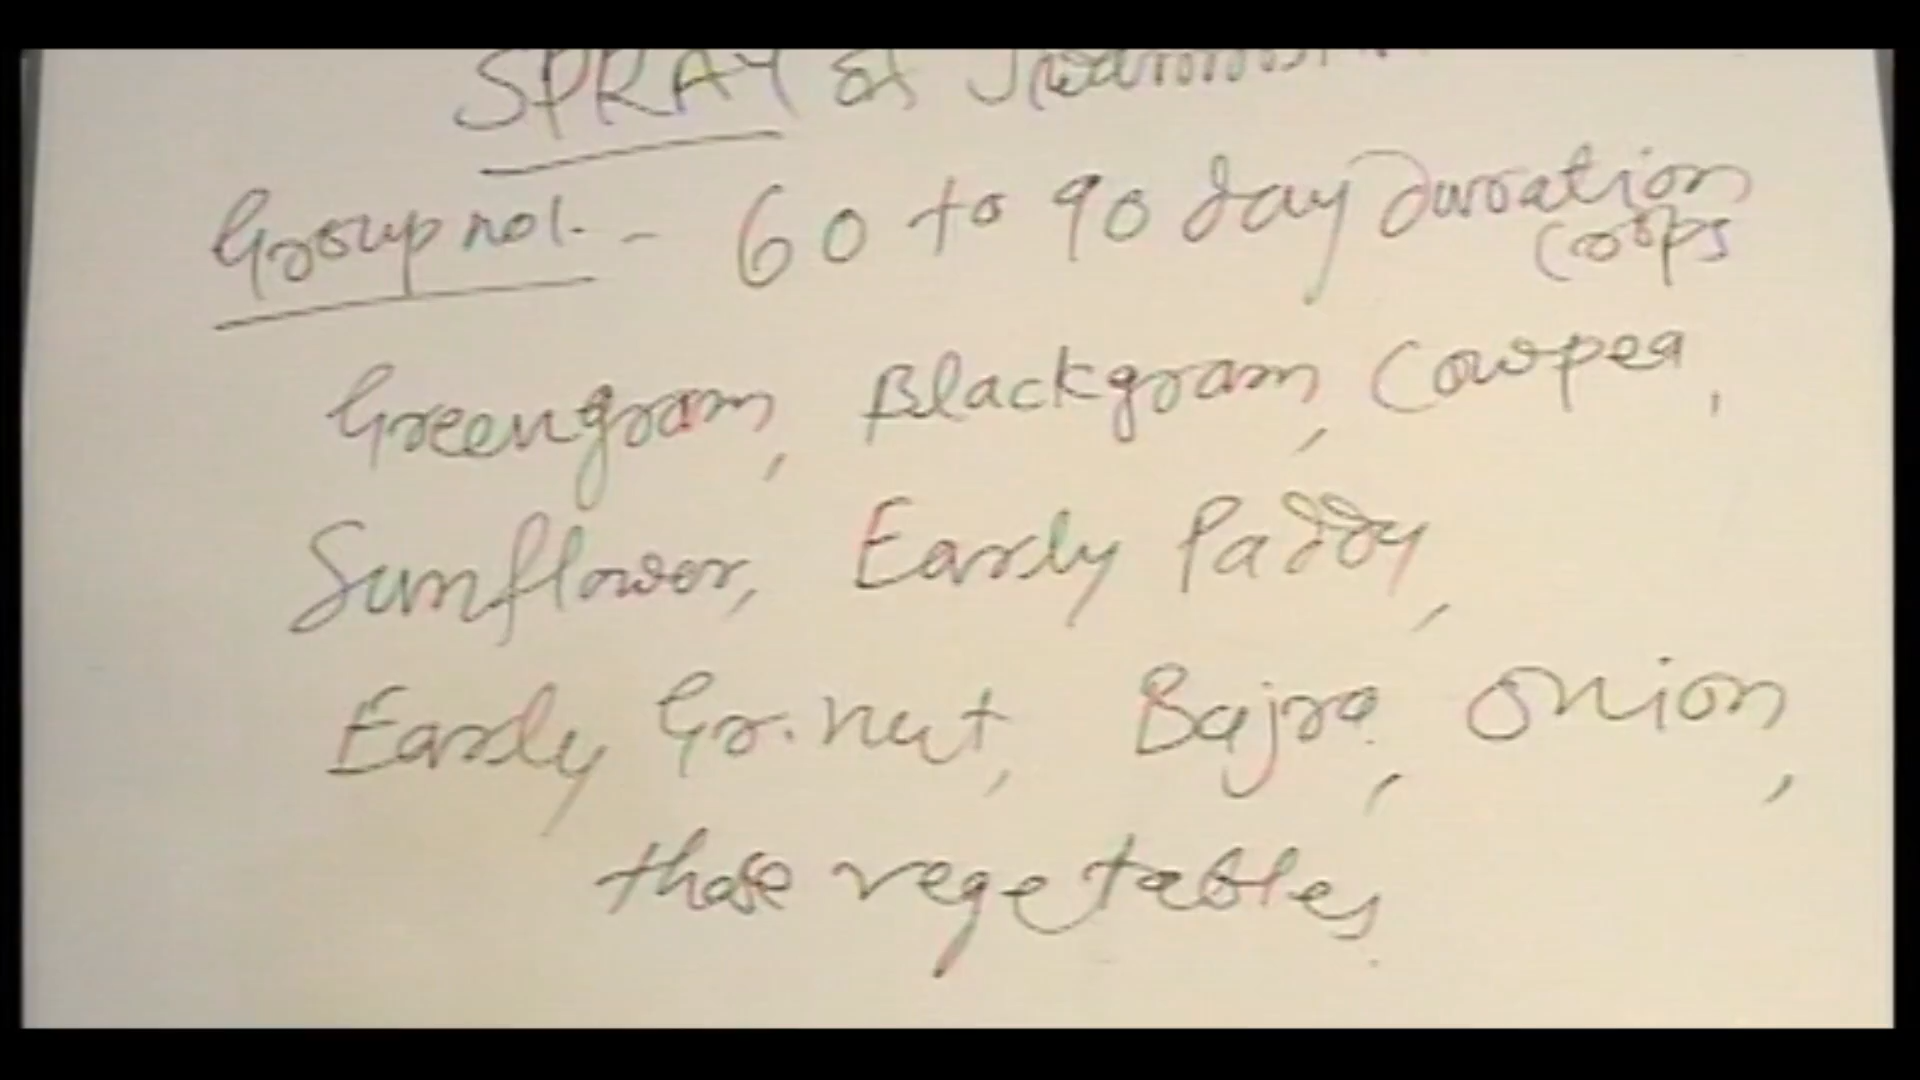 SPRAY of
Group no1. - 60 to 90 day duration
crops
Greengram, Blackgram, Cowpea,
Sunflower, Early Paddy,
Early Gr. nut, Bajra, Onion,
those vegetables